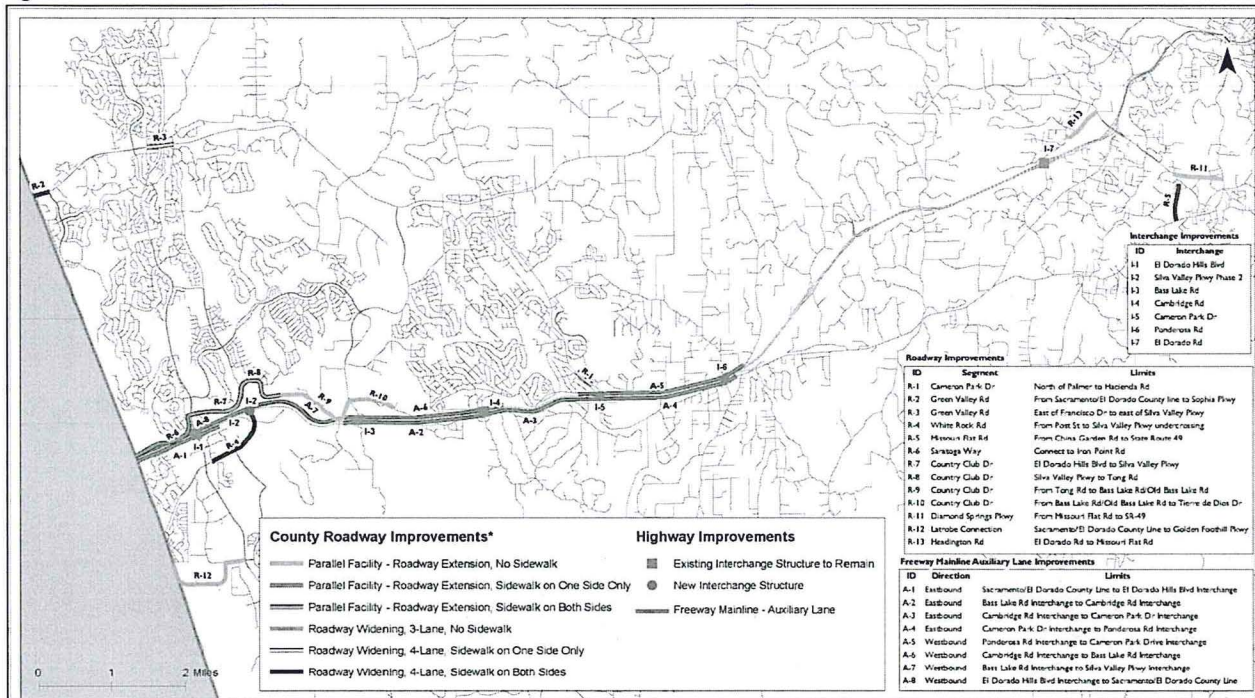 R-3
R-2
R-13
I-7
R-11
R-5
Interchange Improvements
ID Interchange
I-1 El Dorado Hills Blvd
I-2 Silva Valley Pkwy Phase 2
I-3 Bass Lake Rd
I-4 Cambridge Rd
I-5 Cameron Park Dr
I-6 Ponderosa Rd
I-7 El Dorado Rd
R-1
I-6
A-5
R-8
R-9
R-10
A-7
A-6
I-4
I-5
A-4
R-7
I-2
A-3
R-6
A-8
I-2
I-3
A-2
I-1
R-4
A-1
R-12
Roadway Improvements
ID Segment Limits
R-1 Cameron Park Dr North of Palmer to Hacienda Rd
R-2 Green Valley Rd From Sacramento/El Dorado County line to Sophia Pkwy
R-3 Green Valley Rd East of Francisco Dr to east of Silva Valley Pkwy
R-4 White Rock Rd From Post St to Silva Valley Pkwy undercrossing
R-5 Missouri Flat Rd From China Garden Rd to State Route 49
R-6 Saratoga Way Connect to Iron Point Rd
R-7 Country Club Dr El Dorado Hills Blvd to Silva Valley Pkwy
R-8 Country Club Dr Silva Valley Pkwy to Tong Rd
R-9 Country Club Dr From Tong Rd to Bass Lake Rd/Old Bass Lake Rd
R-10 Country Club Dr From Bass Lake Rd/Old Bass Lake Rd to Tierre de Dios Dr
R-11 Diamond Springs Pkwy From Missouri Flat Rd to SR-49
R-12 Latrobe Connection Sacramento/El Dorado County Line to Golden Foothill Pkwy
R-13 Headington Rd El Dorado Rd to Missouri Flat Rd
County Roadway Improvements*
Parallel Facility - Roadway Extension, No Sidewalk
Parallel Facility - Roadway Extension, Sidewalk on One Side Only
Parallel Facility - Roadway Extension, Sidewalk on Both Sides
Roadway Widening, 3-Lane, No Sidewalk
Roadway Widening, 4-Lane, Sidewalk on One Side Only
Roadway Widening, 4-Lane, Sidewalk on Both Sides
Highway Improvements
Existing Interchange Structure to Remain
New Interchange Structure
Freeway Mainline - Auxiliary Lane
Freeway Mainline Auxiliary Lane Improvements
ID Direction Limits
A-1 Eastbound Sacramento/El Dorado County Line to El Dorado Hills Blvd Interchange
A-2 Eastbound Bass Lake Rd Interchange to Cambridge Rd Interchange
A-3 Eastbound Cambridge Rd Interchange to Cameron Park Dr Interchange
A-4 Eastbound Cameron Park Dr Interchange to Ponderosa Rd Interchange
A-5 Westbound Ponderosa Rd Interchange to Cameron Park Drive Interchange
A-6 Westbound Cambridge Rd Interchange to Bass Lake Rd Interchange
A-7 Westbound Bass Lake Rd Interchange to Silva Valley Pkwy Interchange
A-8 Westbound El Dorado Hills Blvd Interchange to Sacramento/El Dorado County Line
0 1 2 Miles